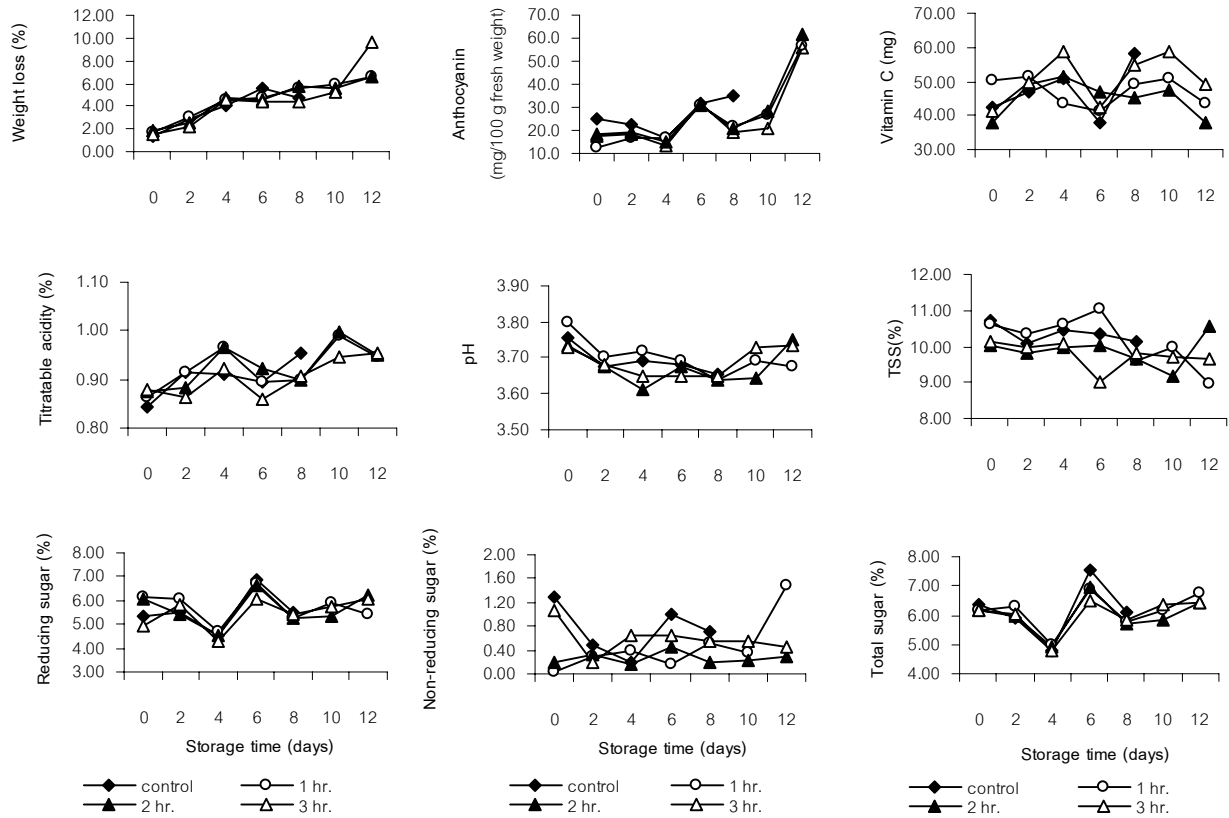 Weight loss (%)
12.00
10.00
8.00
6.00
4.00
2.00
0.00
0 2 4 6 8 10 12
Anthocyanin
(mg/100 g fresh weight)
70.0
60.0
50.0
40.0
30.0
20.0
10.0
0 2 4 6 8 10 12
Vitamin C (mg)
70.00
60.00
50.00
40.00
30.00
0 2 4 6 8 10 12
Titratable acidity (%)
1.10
1.00
0.90
0.80
0 2 4 6 8 10 12
pH
3.90
3.80
3.70
3.60
3.50
0 2 4 6 8 10 12
TSS(%)
12.00
11.00
10.00
9.00
8.00
0 2 4 6 8 10 12
Reducing sugar (%)
8.00
7.00
6.00
5.00
4.00
3.00
0 2 4 6 8 10 12
Storage time (days)
control 1 hr.
2 hr. 3 hr.
Non-reducing sugar (%)
2.00
1.60
1.20
0.80
0.40
0.00
0 2 4 6 8 10 12
Storage time (days)
control 1 hr.
2 hr. 3 hr.
Total sugar (%)
8.00
7.00
6.00
5.00
4.00
0 2 4 6 8 10 12
Storage time (days)
control 1 hr.
2 hr. 3 hr.